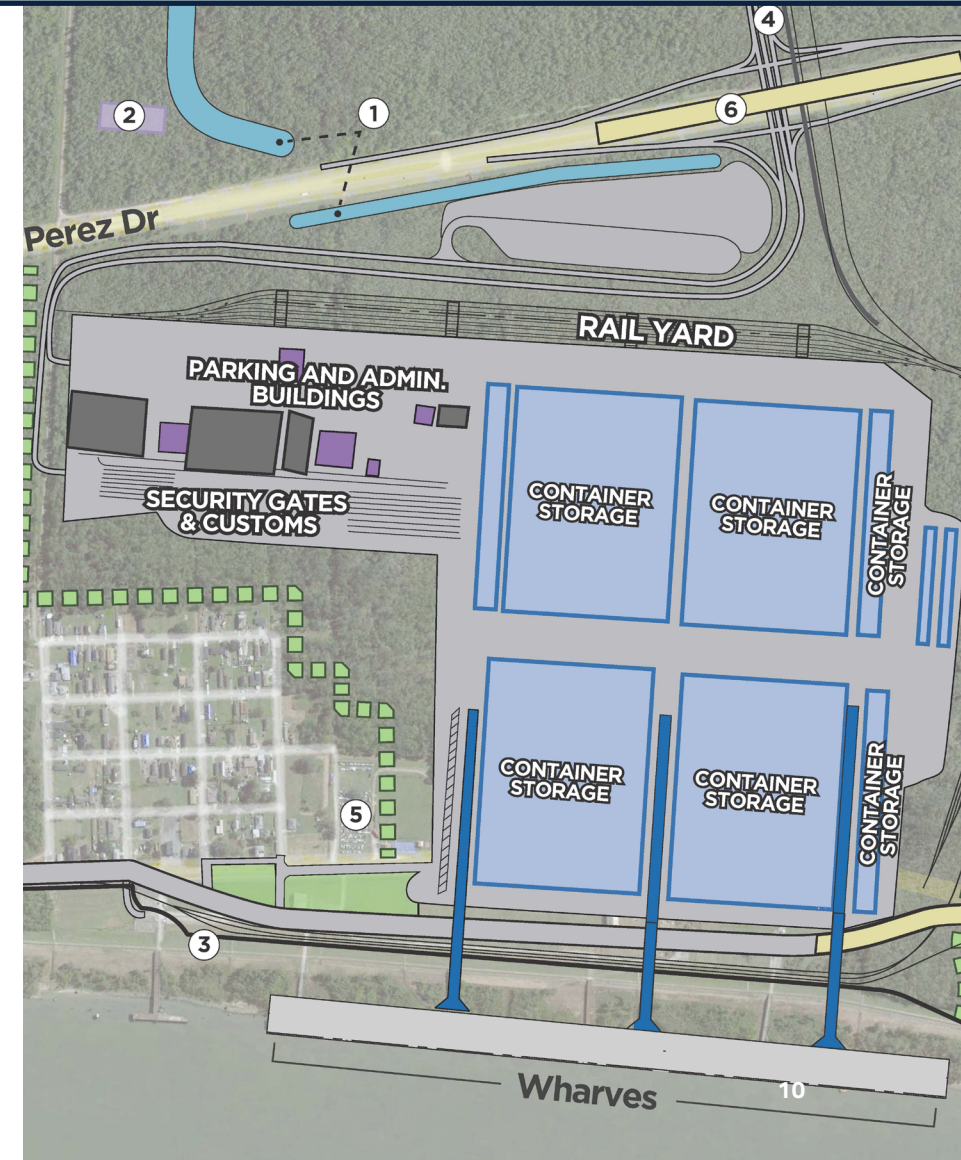 4
6
1
2
Perez Dr
RAIL YARD
PARKING AND ADMIN.
BUILDINGS
SECURITY GATES
& CUSTOMS
CONTAINER
STORAGE
CONTAINER
STORAGE
CONTAINER
STORAGE
CONTAINER
STORAGE
CONTAINER
STORAGE
CONTAINER
STORAGE
5
3
Wharves
10